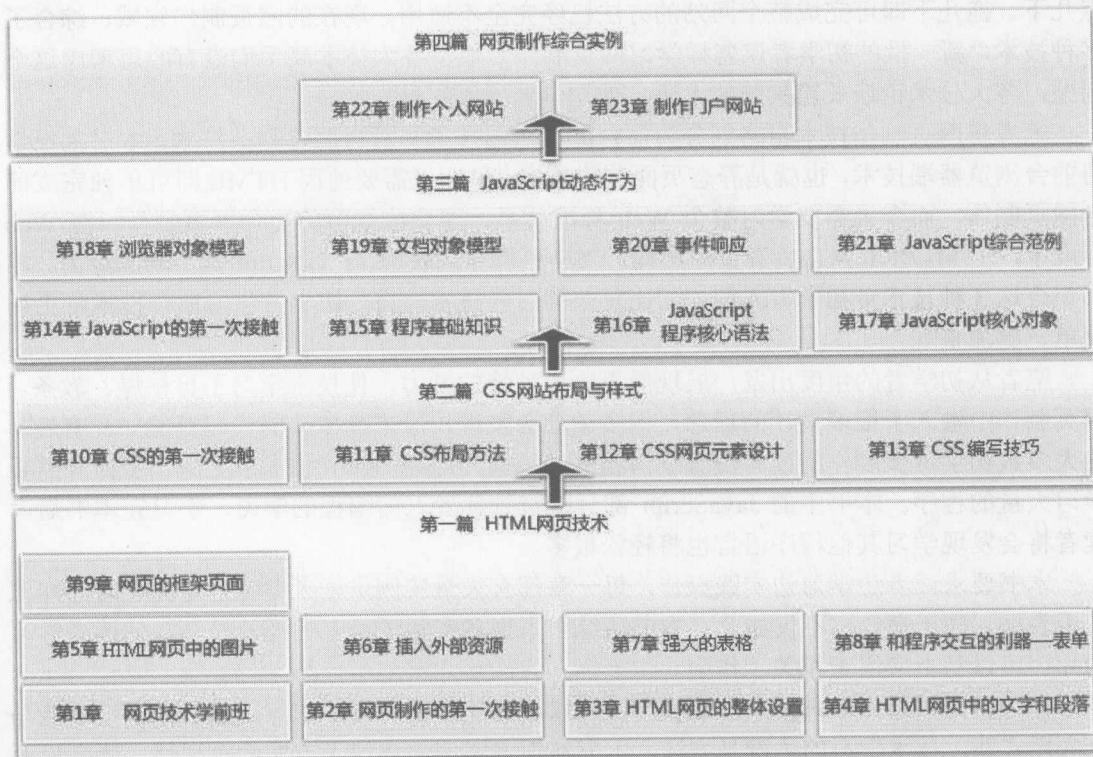 第四篇 网页制作综合实例
第22章 制作个人网站
第23章 制作门户网站
第三篇 JavaScript动态行为
第18章 浏览器对象模型
第19章 文档对象模型
第20章 事件响应
第21章 JavaScript综合范例
第14章 JavaScript的第一次接触
第15章 程序基础知识
第16章 JavaScript
程序核心语法
第17章 JavaScript核心对象
第二篇 CSS网站布局与样式
第10章 CSS的第一次接触
第11章 CSS布局方法
第12章 CSS网页元素设计
第13章 CSS编写技巧
第一篇 HTML网页技术
第9章 网页的框架页面
第5章 HTML网页中的图片
第6章 插入外部资源
第7章 强大的表格
第8章 和程序交互的利器—表单
第1章 网页技术学前班
第2章 网页制作的第一次接触
第3章 HTML网页的整体设置
第4章 HTML网页中的文字和段落